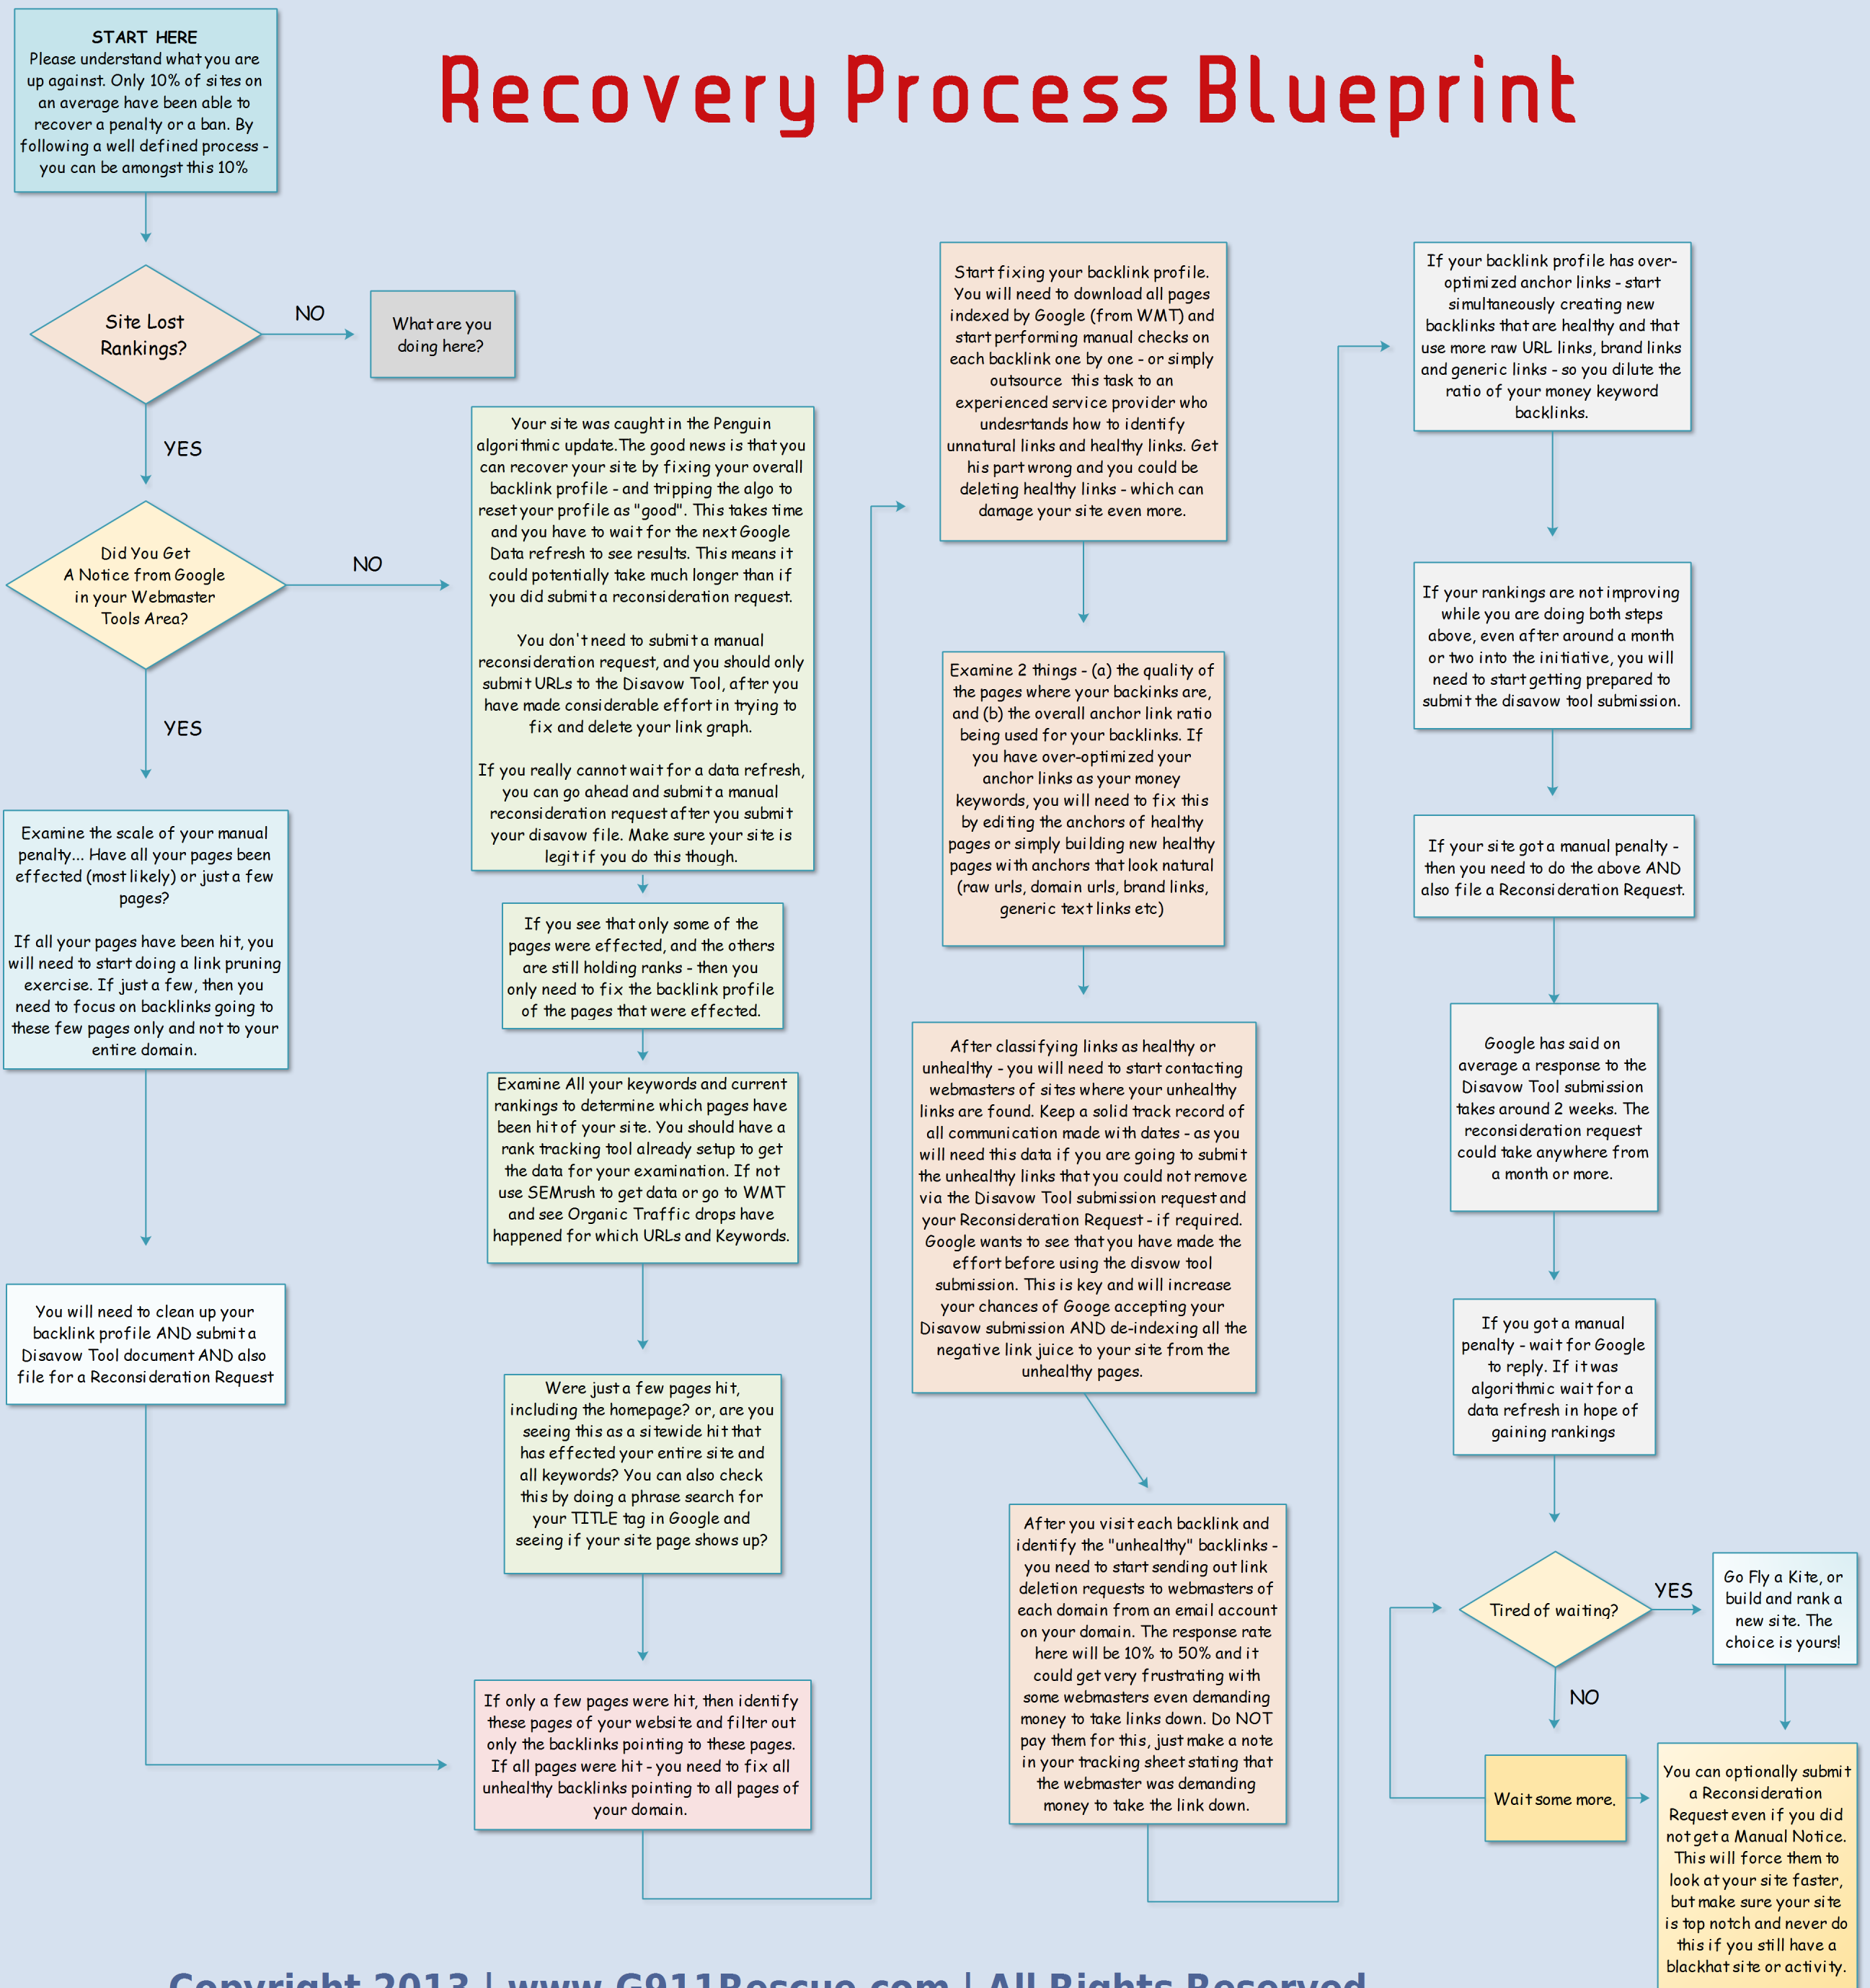 Recovery Process Blueprint
START HERE
Please understand what you are
up against. Only 10% of sites on
an average have been able to
recover a penalty or a ban. By
following a well defined process -
you can be amongst this 10%
Site Lost
Rankings?
NO
What are you
doing here?
YES
Did You Get
A Notice from Google
in your Webmaster
Tools Area?
NO
YES
Examine the scale of your manual
penalty... Have all your pages been
effected (most likely) or just a few
pages?
If all your pages have been hit, you
will need to start doing a link pruning
exercise. If just a few, then you
need to focus on backlinks going to
these few pages only and not to your
entire domain.
You will need to clean up your
backlink profile AND submit a
Disavow Tool document AND also
file for a Reconsideration Request
Your site was caught in the Penguin
algorithmic update.The good news is that you
can recover your site by fixing your overall
backlink profile - and tripping the algo to
reset your profile as "good". This takes time
and you have to wait for the next Google
Data refresh to see results. This means it
could potentially take much longer than if
you did submit a reconsideration request.
You don't need to submit a manual
reconsideration request, and you should only
submit URLs to the Disavow Tool, after you
have made considerable effort in trying to
fix and delete your link graph.
If you really cannot wait for a data refresh,
you can go ahead and submit a manual
reconsideration request after you submit
your disavow file. Make sure your site is
legit if you do this though.
If you see that only some of the
pages were effected, and the others
are still holding ranks - then you
only need to fix the backlink profile
of the pages that were effected.
Examine All your keywords and current
rankings to determine which pages have
been hit of your site. You should have a
rank tracking tool already setup to get
the data for your examination. If not
use SEMrush to get data or go to WMT
and see Organic Traffic drops have
happened for which URLs and Keywords.
Were just a few pages hit,
including the homepage? or, are you
seeing this as a sitewide hit that
has effected your entire site and
all keywords? You can also check
this by doing a phrase search for
your TITLE tag in Google and
seeing if your site page shows up?
If only a few pages were hit, then identify
these pages of your website and filter out
only the backlinks pointing to these pages.
If all pages were hit - you need to fix all
unhealthy backlinks pointing to all pages of
your domain.
Start fixing your backlink profile.
You will need to download all pages
indexed by Google (from WMT) and
start performing manual checks on
each backlink one by one - or simply
outsource this task to an
experienced service provider who
undesrtands how to identify
unnatural links and healthy links. Get
his part wrong and you could be
deleting healthy links - which can
damage your site even more.
Examine 2 things - (a) the quality of
the pages where your backinks are,
and (b) the overall anchor link ratio
being used for your backlinks. If
you have over-optimized your
anchor links as your money
keywords, you will need to fix this
by editing the anchors of healthy
pages or simply building new healthy
pages with anchors that look natural
(raw urls, domain urls, brand links,
generic text links etc)
After classifying links as healthy or
unhealthy - you will need to start contacting
webmasters of sites where your unhealthy
links are found. Keep a solid track record of
all communication made with dates - as you
will need this data if you are going to submit
the unhealthy links that you could not remove
via the Disavow Tool submission request and
your Reconsideration Request - if required.
Google wants to see that you have made the
effort before using the disvow tool
submission. This is key and will increase
your chances of Googe accepting your
Disavow submission AND de-indexing all the
negative link juice to your site from the
unhealthy pages.
After you visit each backlink and
identify the "unhealthy" backlinks -
you need to start sending out link
deletion requests to webmasters of
each domain from an email account
on your domain. The response rate
here will be 10% to 50% and it
could get very frustrating with
some webmasters even demanding
money to take links down. Do NOT
pay them for this, just make a note
in your tracking sheet stating that
the webmaster was demanding
money to take the link down.
If your backlink profile has over-
optimized anchor links - start
simultaneously creating new
backlinks that are healthy and that
use more raw URL links, brand links
and generic links - so you dilute the
ratio of your money keyword
backlinks.
If your rankings are not improving
while you are doing both steps
above, even after around a month
or two into the initiative, you will
need to start getting prepared to
submit the disavow tool submission.
If your site got a manual penalty -
then you need to do the above AND
also file a Reconsideration Request.
Google has said on
average a response to the
Disavow Tool submission
takes around 2 weeks. The
reconsideration request
could take anywhere from
a month or more.
If you got a manual
penalty - wait for Google
to reply. If it was
algorithmic wait for a
data refresh in hope of
gaining rankings
Tired of waiting?
YES
Go Fly a Kite, or
build and rank a
new site. The
choice is yours!
NO
Wait some more.
You can optionally submit
a Reconsideration
Request even if you did
not get a Manual Notice.
This will force them to
look at your site faster,
but make sure your site
is top notch and never do
this if you still have a
blackhat site or activity.
Copyright 2013 | www.G911Rescue.com | All Rights Reserved